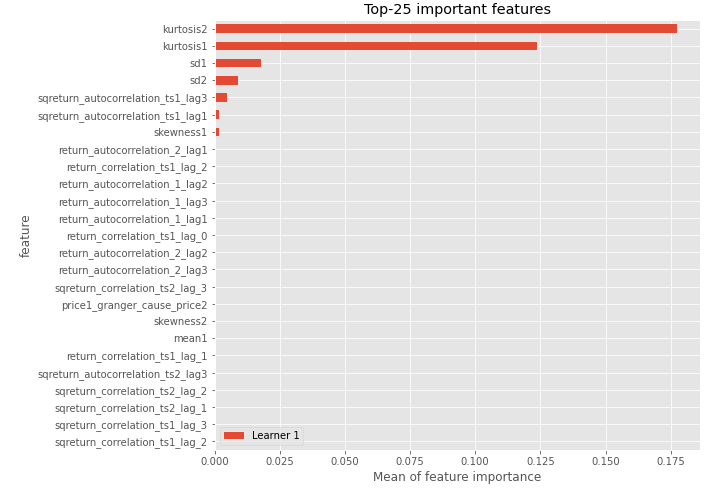 Top-25 important features
kurtosis2
kurtosis1
sd1
sd2
sqreturn_autocorrelation_ts1_lag3
sqreturn_autocorrelation_ts1_lag1
skewness1
return_autocorrelation_2_lag1
return_correlation_ts1_lag_2
return_autocorrelation_1_lag2
return_autocorrelation_1_lag3
return_autocorrelation_1_lag1
return_correlation_ts1_lag_0
return_autocorrelation_2_lag2
return_autocorrelation_2_lag3
sqreturn_correlation_ts2_lag_3
price1_granger_cause_price2
skewness2
mean1
return_correlation_ts1_lag_1
sqreturn_autocorrelation_ts2_lag3
sqreturn_correlation_ts2_lag_2
sqreturn_correlation_ts2_lag_1
sqreturn_correlation_ts1_lag_3
sqreturn_correlation_ts1_lag_2
feature
Learner 1
0.000 0.025 0.050 0.075 0.100 0.125 0.150 0.175
Mean of feature importance